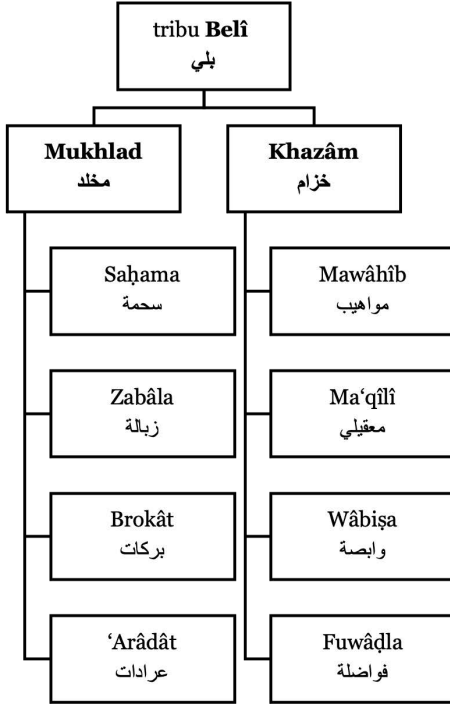 tribu Belî
بلي
Mukhlad
مخلد
Khazâm
خزام
Saḥama
سحمة
Mawâhîb
مواهيب
Zabâla
زبالة
Ma‘qîlî
معقيلي
Brokât
بركات
Wâbiṣa
وابصة
‘Arâdât
عرادات
Fuwâḍla
فواضلة